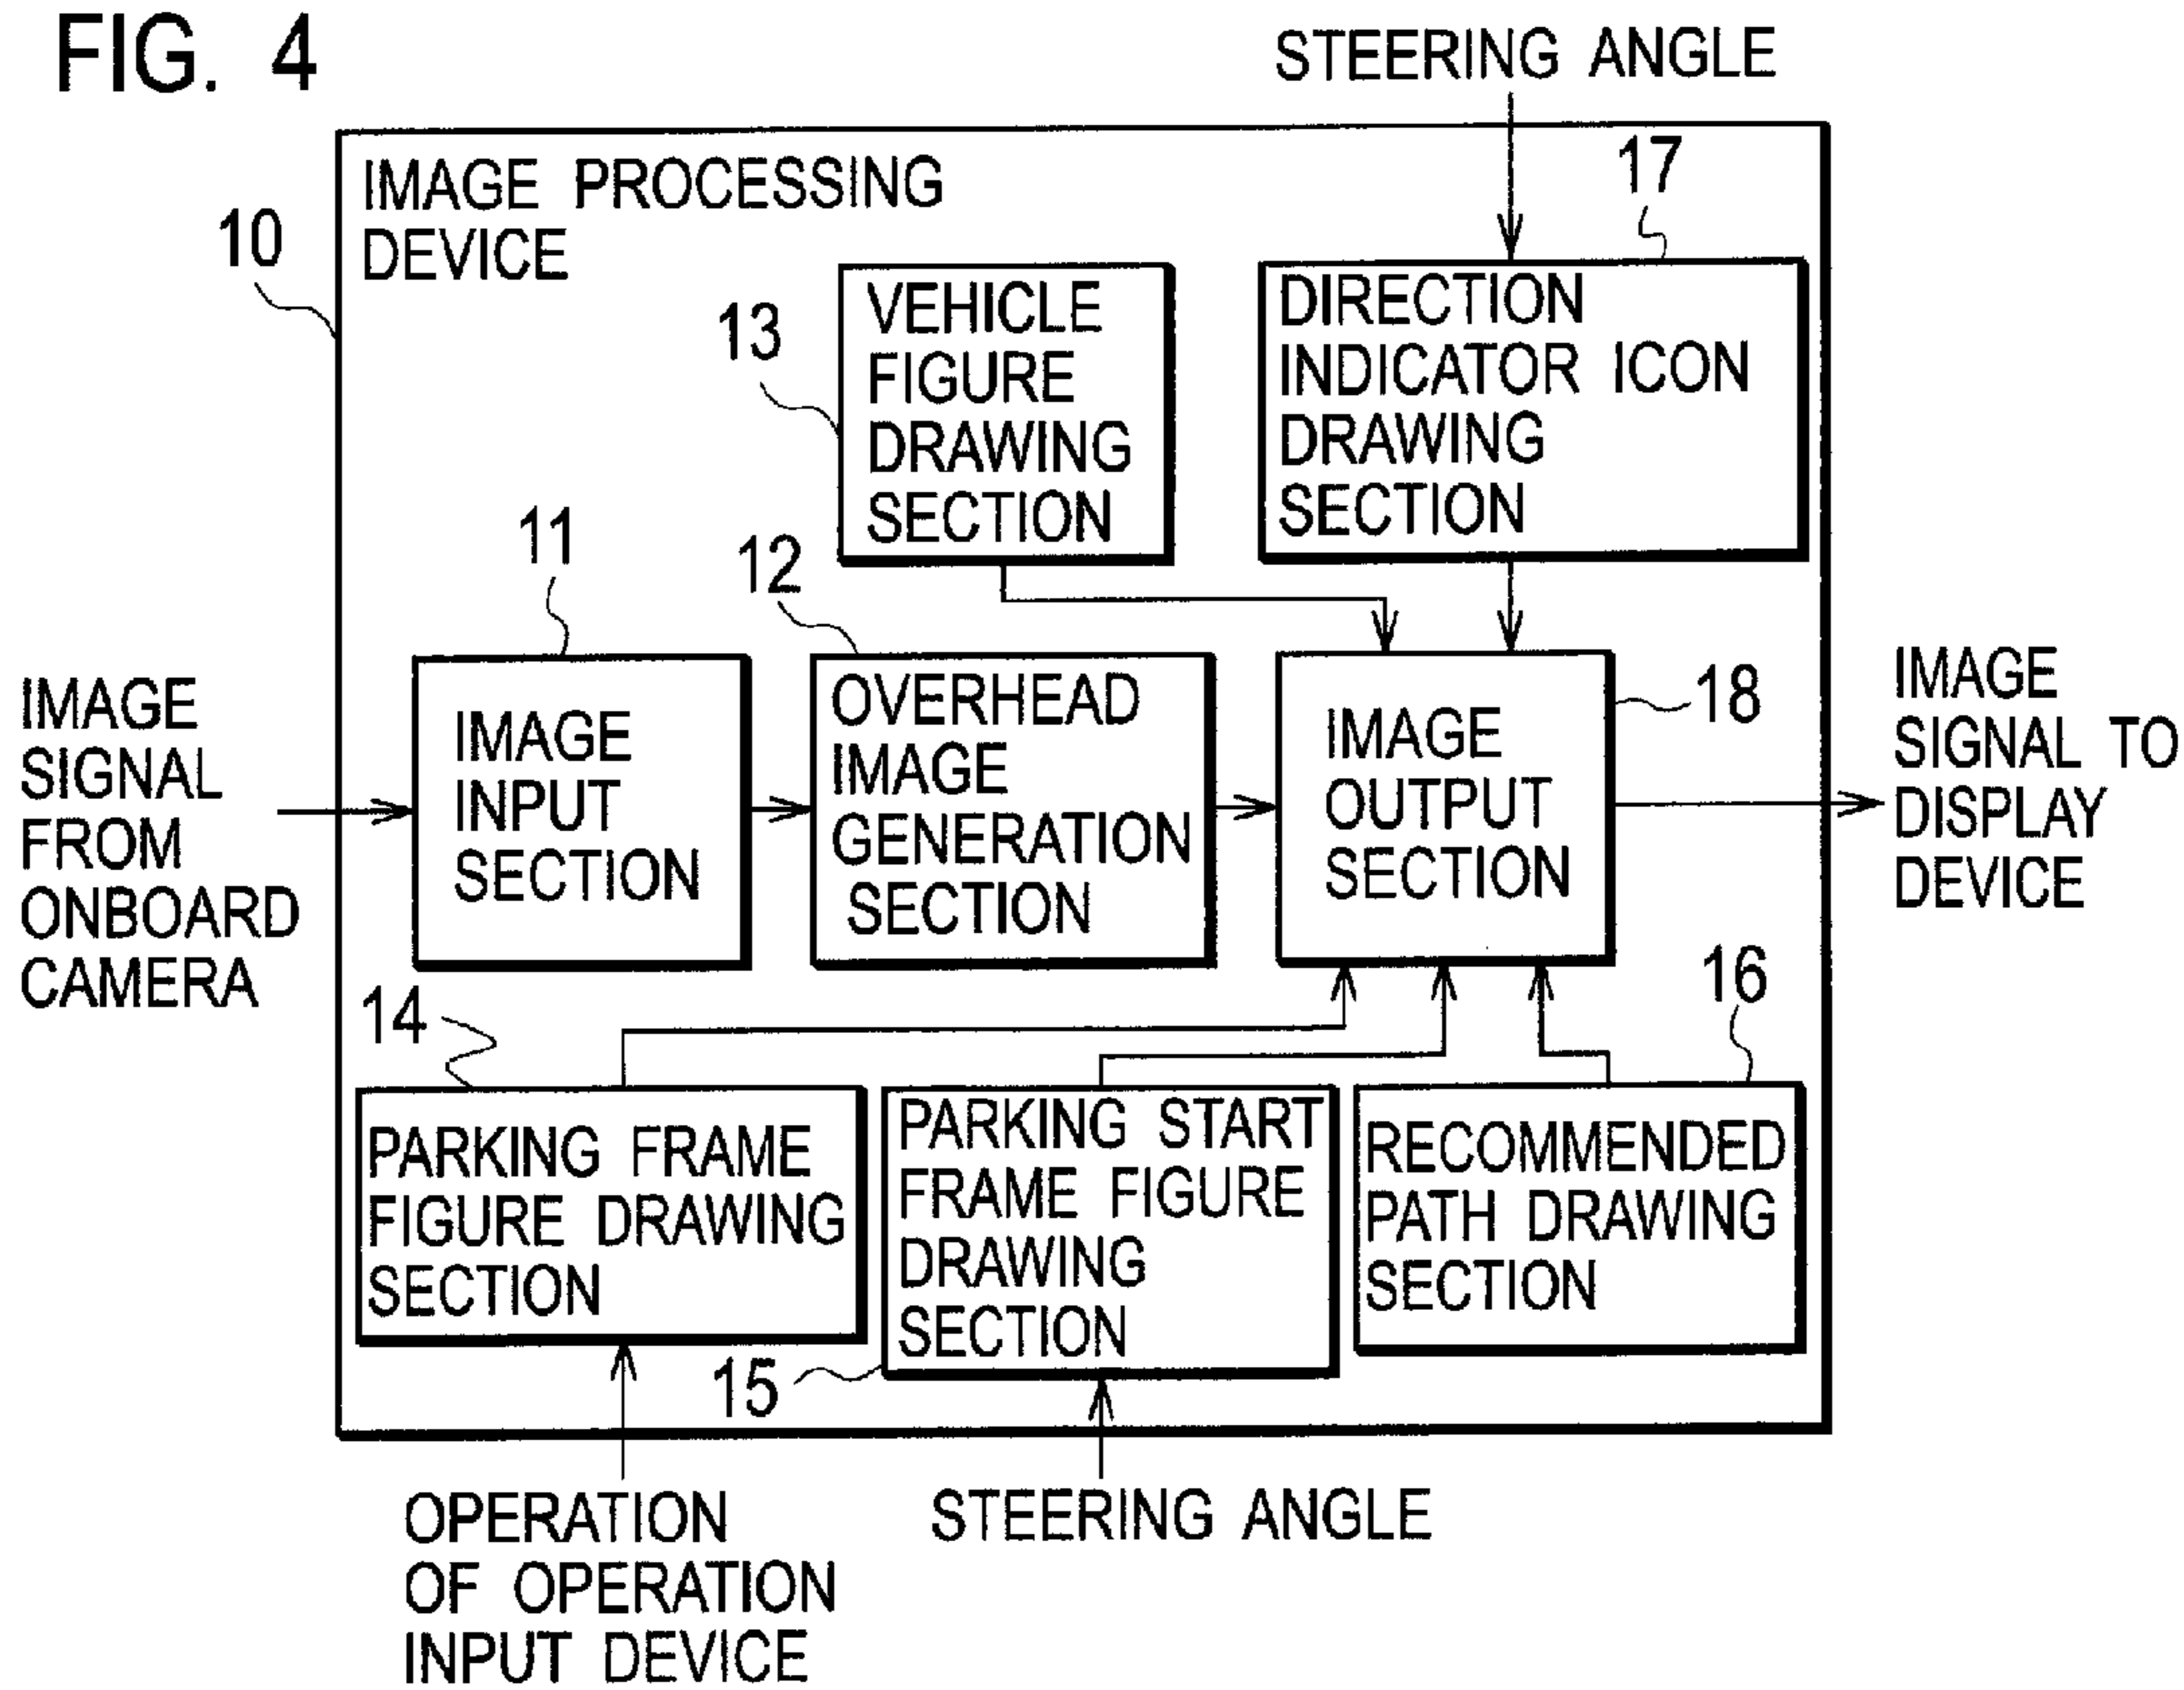 FIG. 4
STEERING ANGLE
IMAGE PROCESSING
DEVICE
10
17
13
VEHICLE
FIGURE
DRAWING
SECTION
DIRECTION
INDICATOR ICON
DRAWING
SECTION
11
12
IMAGE
SIGNAL
FROM
ONBOARD
CAMERA
IMAGE
INPUT
SECTION
OVERHEAD
IMAGE
GENERATION
SECTION
IMAGE
OUTPUT
SECTION
18
IMAGE
SIGNAL TO
DISPLAY
DEVICE
14
16
PARKING FRAME
FIGURE DRAWING
SECTION
PARKING START
FRAME FIGURE
DRAWING
SECTION
RECOMMENDED
PATH DRAWING
SECTION
15
OPERATION
OF OPERATION
INPUT DEVICE
STEERING ANGLE